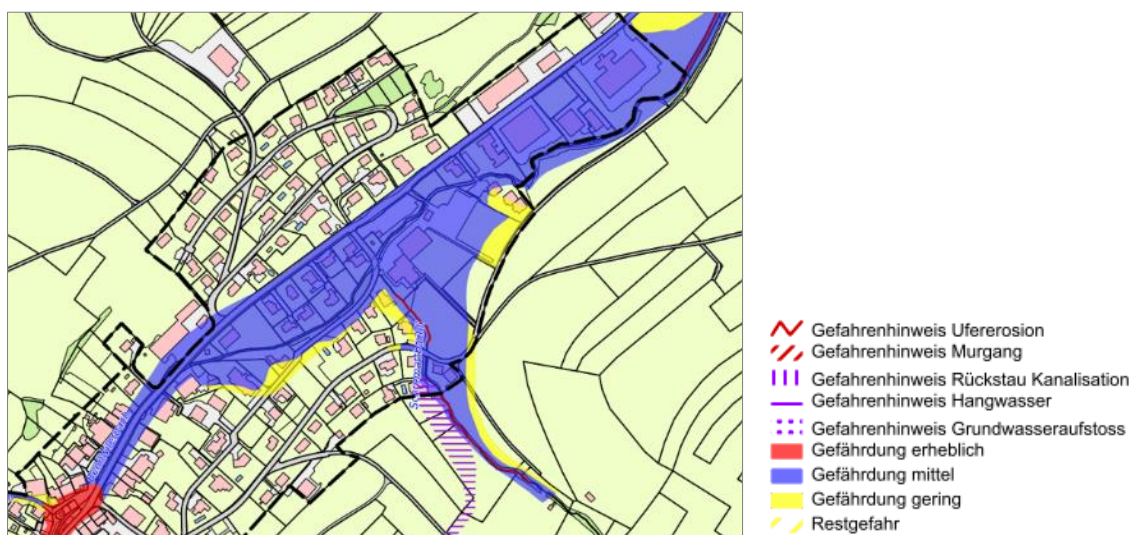 Gefahrenhinweis Ufererosion
Gefahrenhinweis Murgang
Gefahrenhinweis Rückstau Kanalisation
Gefahrenhinweis Hangwasser
Gefahrenhinweis Grundwasseraufstoss
Gefährdung erheblich
Gefährdung mittel
Gefährdung gering
Restgefahr